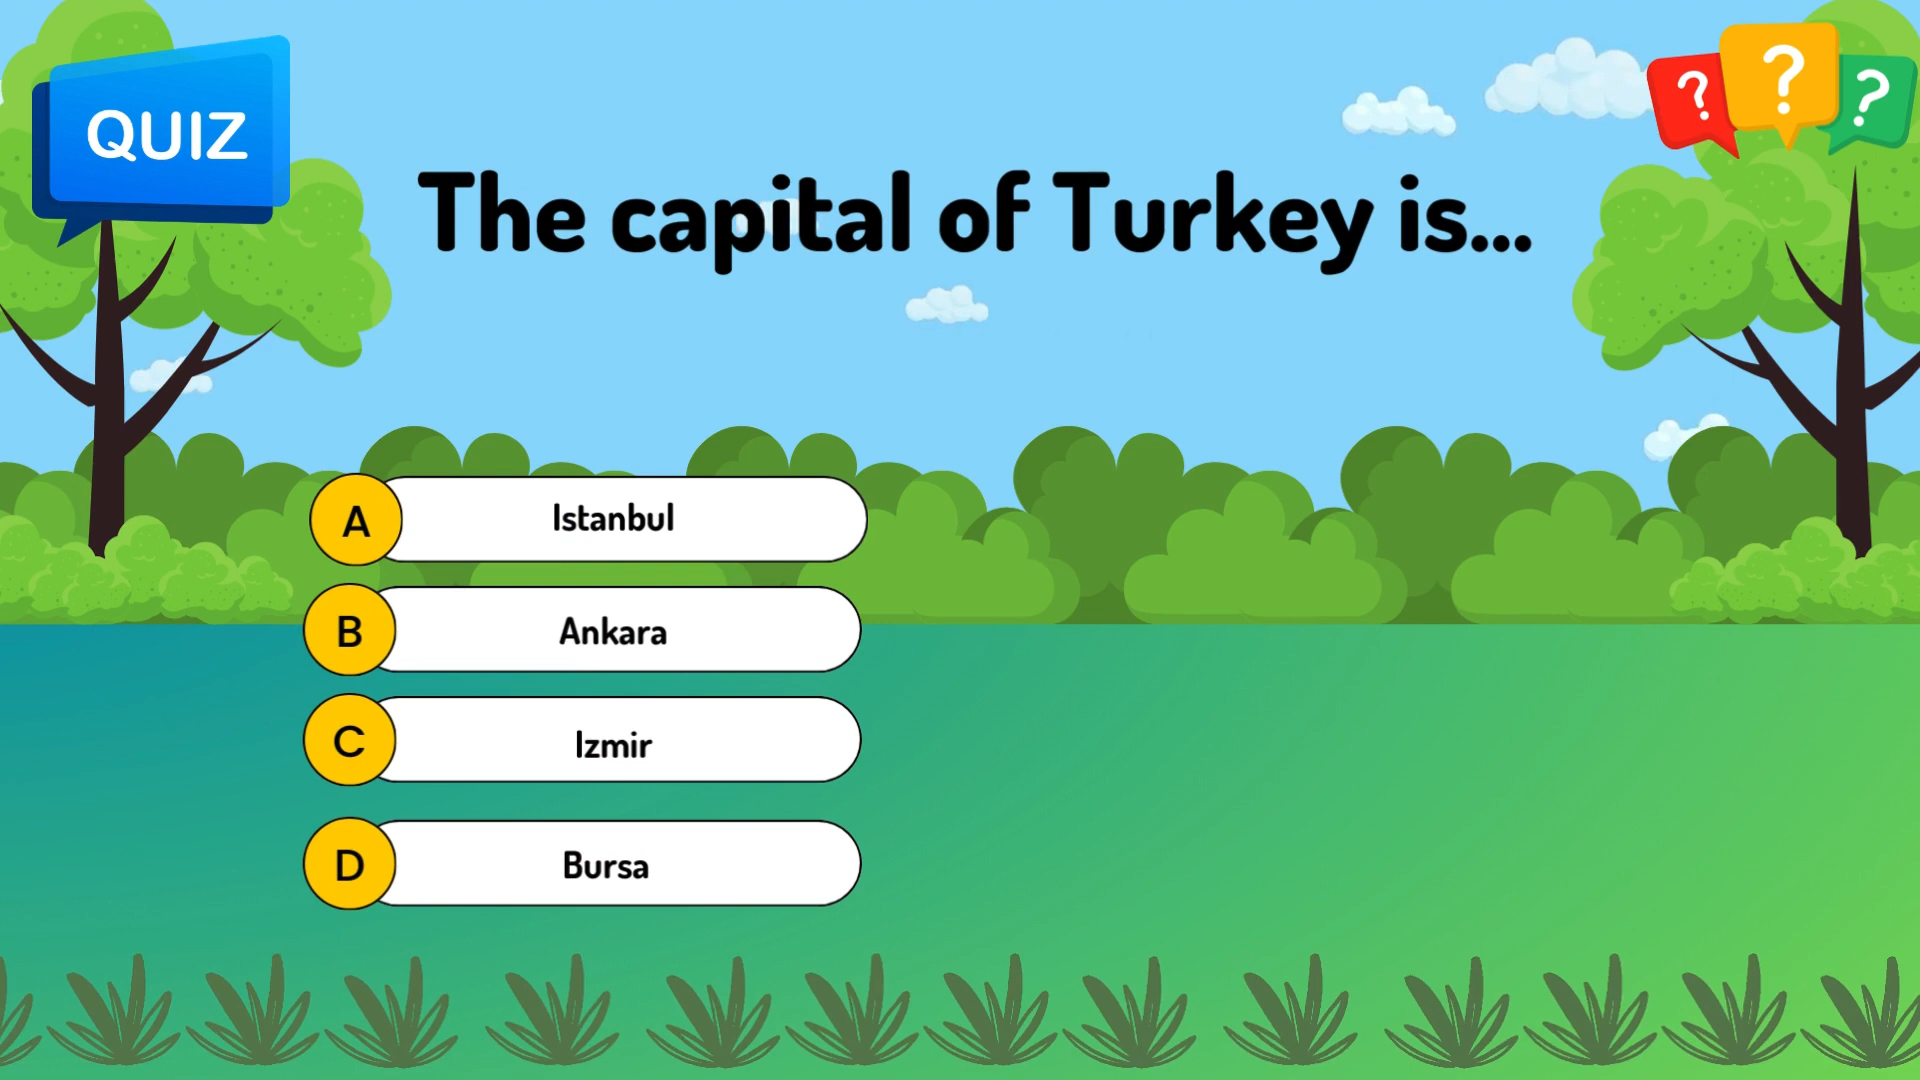 QUIZ
? ? ?
The capital of Turkey is...
A Istanbul
B Ankara
C Izmir
D Bursa